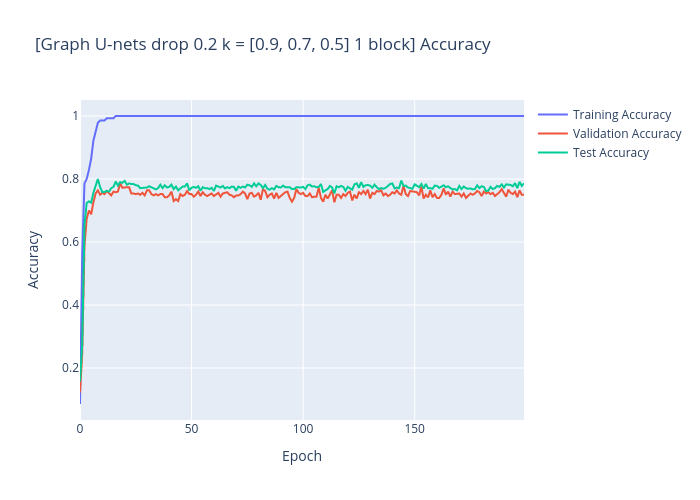 [Graph U-nets drop 0.2 k = [0.9, 0.7, 0.5] 1 block] Accuracy
Training Accuracy
Validation Accuracy
Test Accuracy
1
0.8
0.6
0.4
0.2
Accuracy
0
50
100
150
Epoch